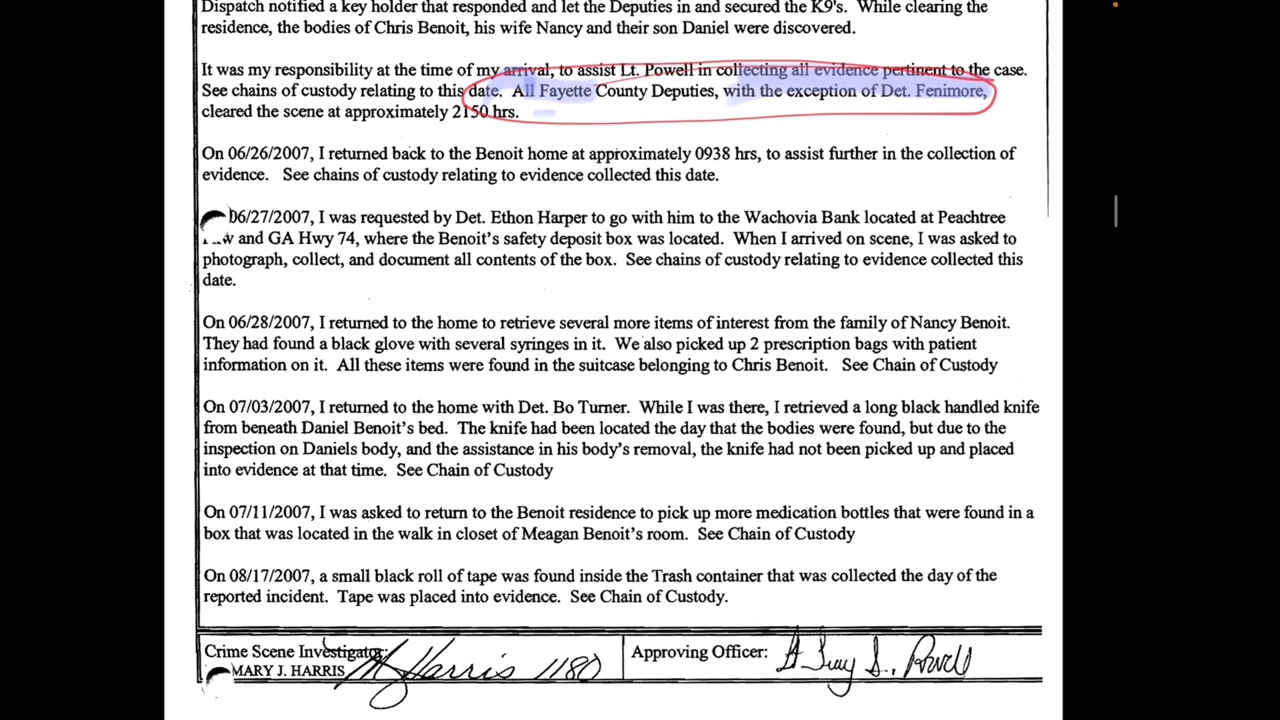 Dispatch notified a key holder that responded and let the Deputies in and secured the K9's. While clearing the
residence, the bodies of Chris Benoit, his wife Nancy and their son Daniel were discovered.
It was my responsibility at the time of my arrival, to assist Lt. Powell in collecting all evidence pertinent to the case.
See chains of custody relating to this date. All Fayette County Deputies, with the exception of Det. Fenimore,
cleared the scene at approximately 2150 hrs.
On 06/26/2007, I returned back to the Benoit home at approximately 0938 hrs, to assist further in the collection of
evidence. See chains of custody relating to evidence collected this date.
06/27/2007, I was requested by Det. Ethon Harper to go with him to the Wachovia Bank located at Peachtree
and GA Hwy 74, where the Benoit's safety deposit box was located. When I arrived on scene, I was asked to
photograph, collect, and document all contents of the box. See chains of custody relating to evidence collected this
date.
On 06/28/2007, I returned to the home to retrieve several more items of interest from the family of Nancy Benoit.
They had found a black glove with several syringes in it. We also picked up 2 prescription bags with patient
information on it. All these items were found in the suitcase belonging to Chris Benoit. See Chain of Custody
On 07/03/2007, I returned to the home with Det. Bo Turner. While I was there, I retrieved a long black handled knife
from beneath Daniel Benoit's bed. The knife had been located the day that the bodies were found, but due to the
inspection on Daniels body, and the assistance in his body's removal, the knife had not been picked up and placed
into evidence at that time. See Chain of Custody
On 07/11/2007, I was asked to return to the Benoit residence to pick up more medication bottles that were found in a
box that was located in the walk in closet of Meagan Benoit's room. See Chain of Custody
On 08/17/2007, a small black roll of tape was found inside the Trash container that was collected the day of the
reported incident. Tape was placed into evidence. See Chain of Custody.
Crime Scene Investigator: M Harris 1180
MARY J. HARRIS
Approving Officer: Powell